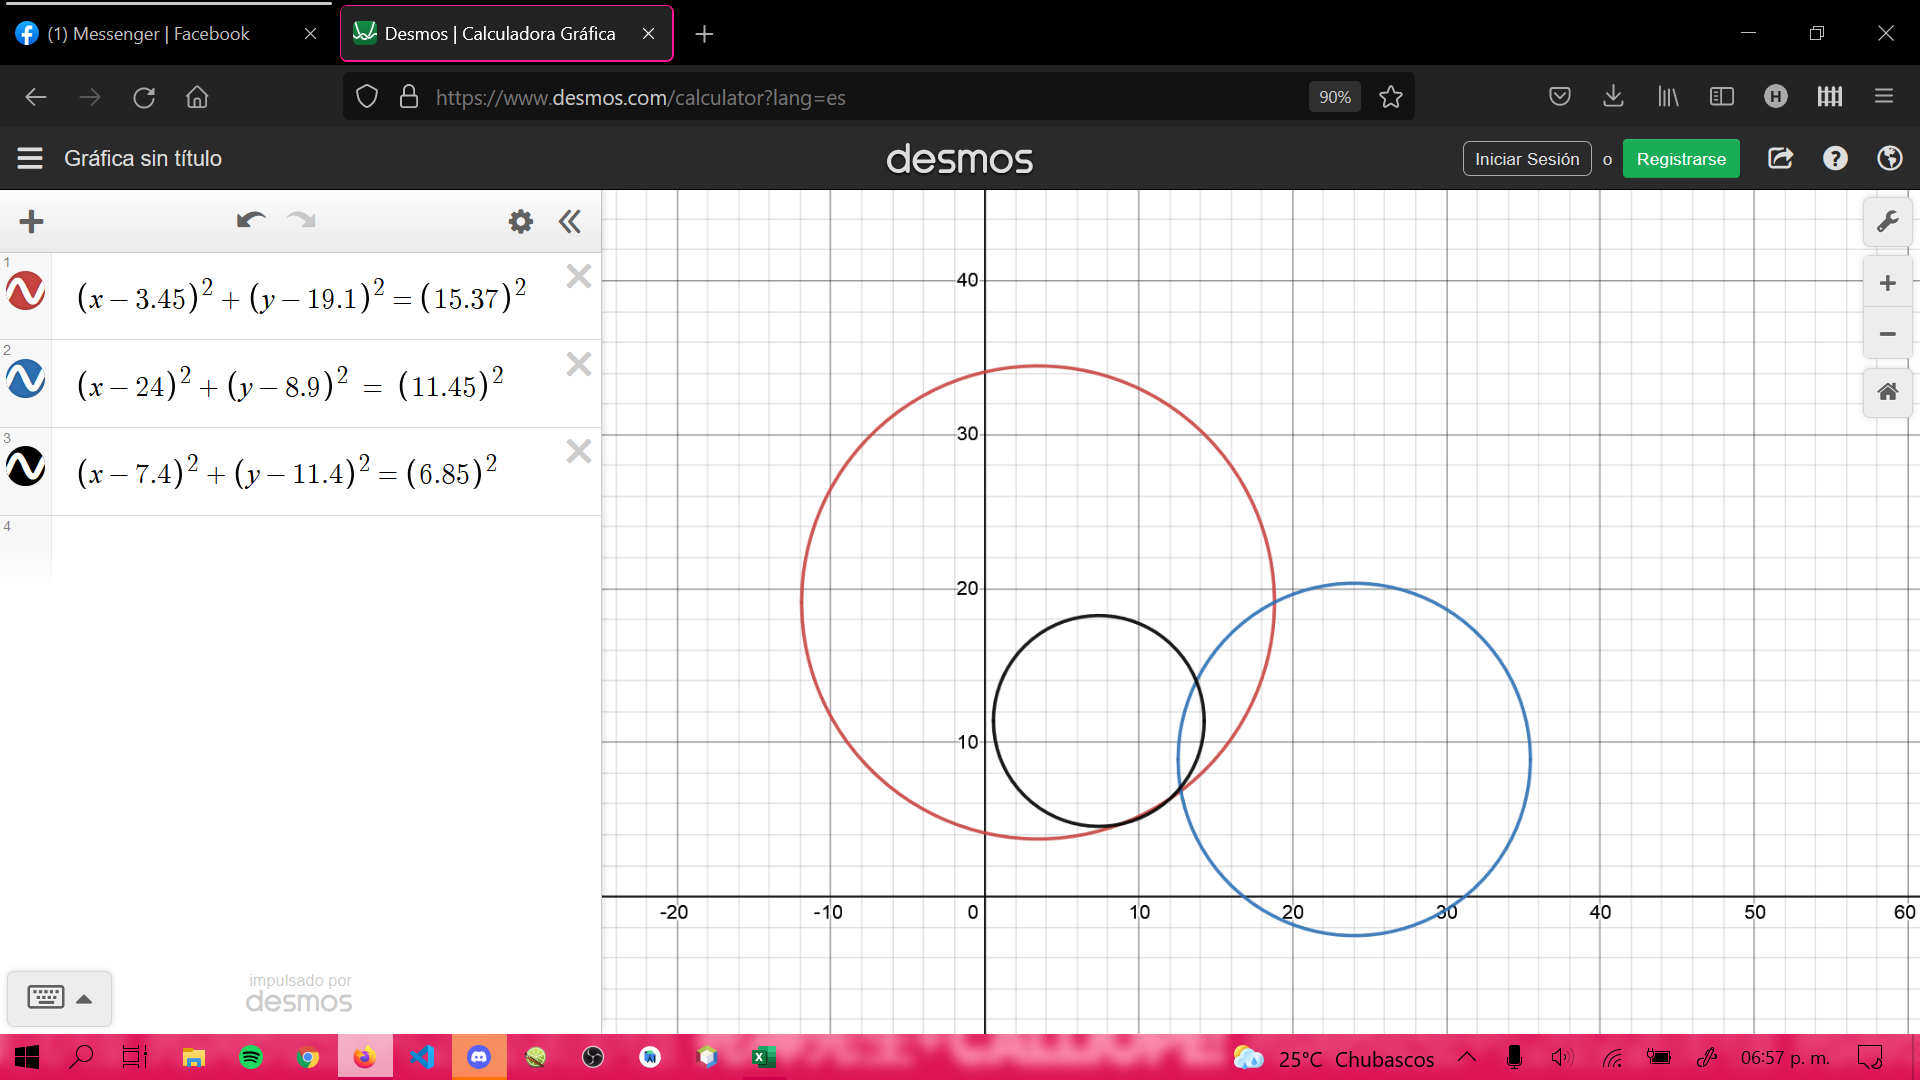 (1) Messenger | Facebook
Desmos | Calculadora Gráfica
https://www.desmos.com/calculator?lang=es
90%
H
Gráfica sin título
desmos
Iniciar Sesión o Registrarse
1
(x − 3.45)² + (y − 19.1)² = (15.37)²
2
(x − 24)² + (y − 8.9)² = (11.45)²
3
(x − 7.4)² + (y − 11.4)² = (6.85)²
4
40
30
20
10
-20 -10 0 10 20 30 40 50 60
impulsado por
desmos
25°C Chubascos
06:57 p. m.